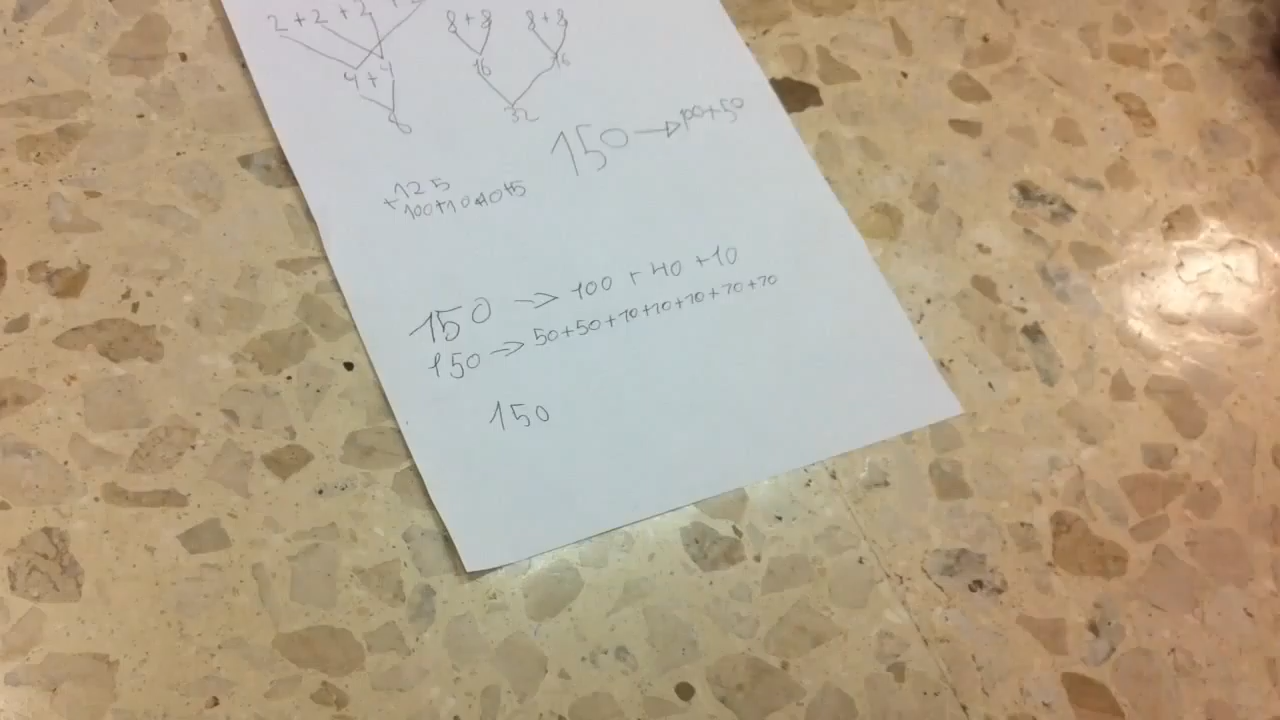 2 + 2 + 2 +
8 + 8 8 + 8
4 + 4 16 16
8 32
150 → 100+50
+125
100+10+10+5
150 → 100 + 40 + 10
150 → 50+50+10+10+10+10+10
150